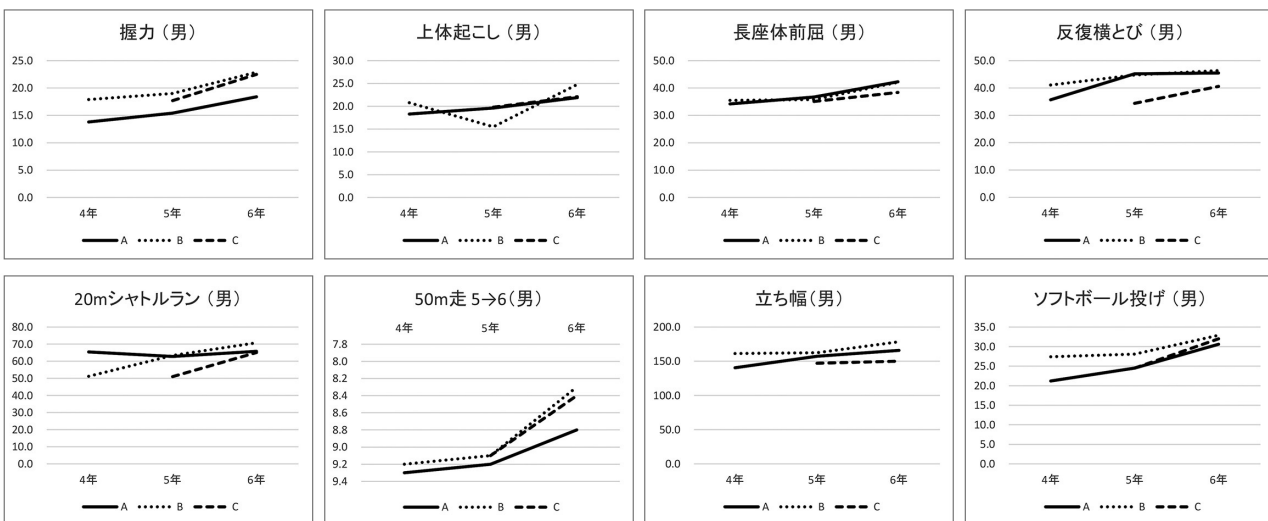 握力（男）
25.0
20.0
15.0
10.0
5.0
0.0
4年 5年 6年
A B C
上体起こし（男）
30.0
25.0
20.0
15.0
10.0
5.0
0.0
4年 5年 6年
A B C
長座体前屈（男）
50.0
40.0
30.0
20.0
10.0
0.0
4年 5年 6年
A B C
反復横とび（男）
50.0
40.0
30.0
20.0
10.0
0.0
4年 5年 6年
A B C
20mシャトルラン（男）
80.0
70.0
60.0
50.0
40.0
30.0
20.0
10.0
0.0
4年 5年 6年
A B C
50m走 5→6(男）
4年 5年 6年
7.8
8.0
8.2
8.4
8.6
8.8
9.0
9.2
9.4
A B C
立ち幅(男）
200.0
150.0
100.0
50.0
0.0
4年 5年 6年
A B C
ソフトボール投げ（男）
35.0
30.0
25.0
20.0
15.0
10.0
5.0
0.0
4年 5年 6年
A B C